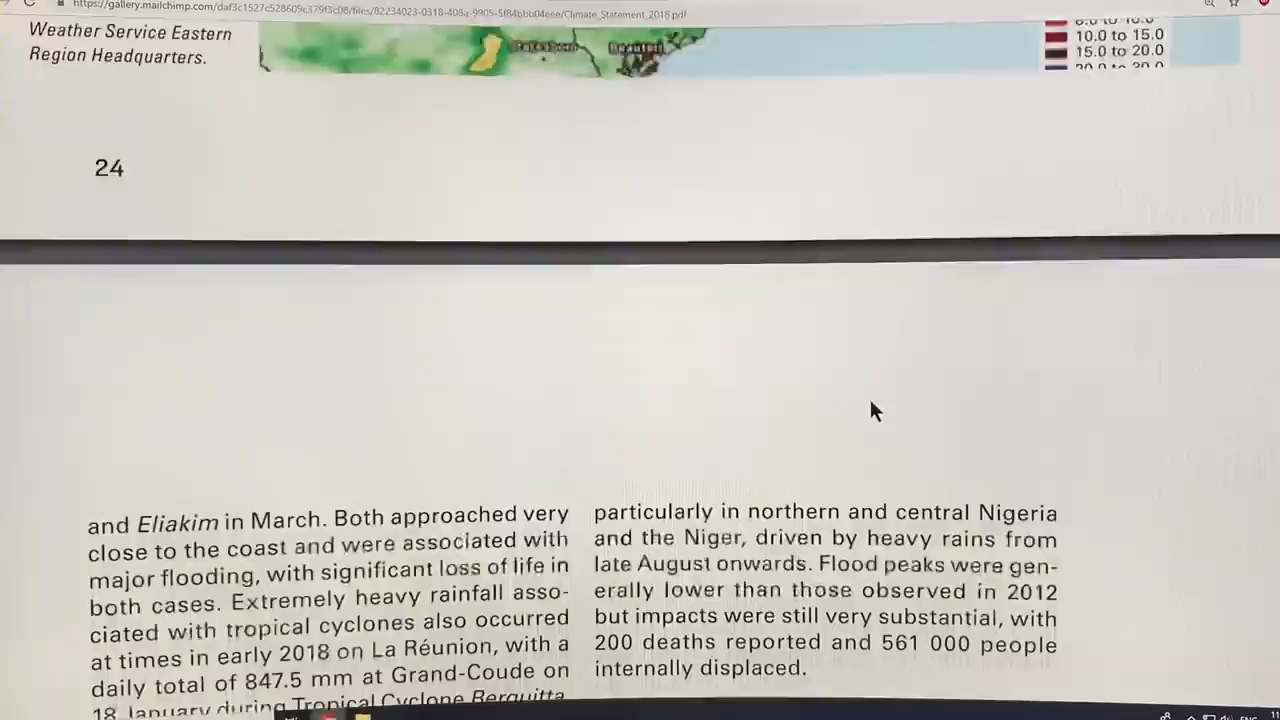 Weather Service Eastern
Region Headquarters.
10.0 to 15.0
15.0 to 20.0
24
and Eliakim in March. Both approached very
close to the coast and were associated with
major flooding, with significant loss of life in
both cases. Extremely heavy rainfall asso-
ciated with tropical cyclones also occurred
at times in early 2018 on La Réunion, with a
daily total of 847.5 mm at Grand-Coude on
18 January during Tropical Cyclone Berguitta,
particularly in northern and central Nigeria
and the Niger, driven by heavy rains from
late August onwards. Flood peaks were gen-
erally lower than those observed in 2012
but impacts were still very substantial, with
200 deaths reported and 561 000 people
internally displaced.